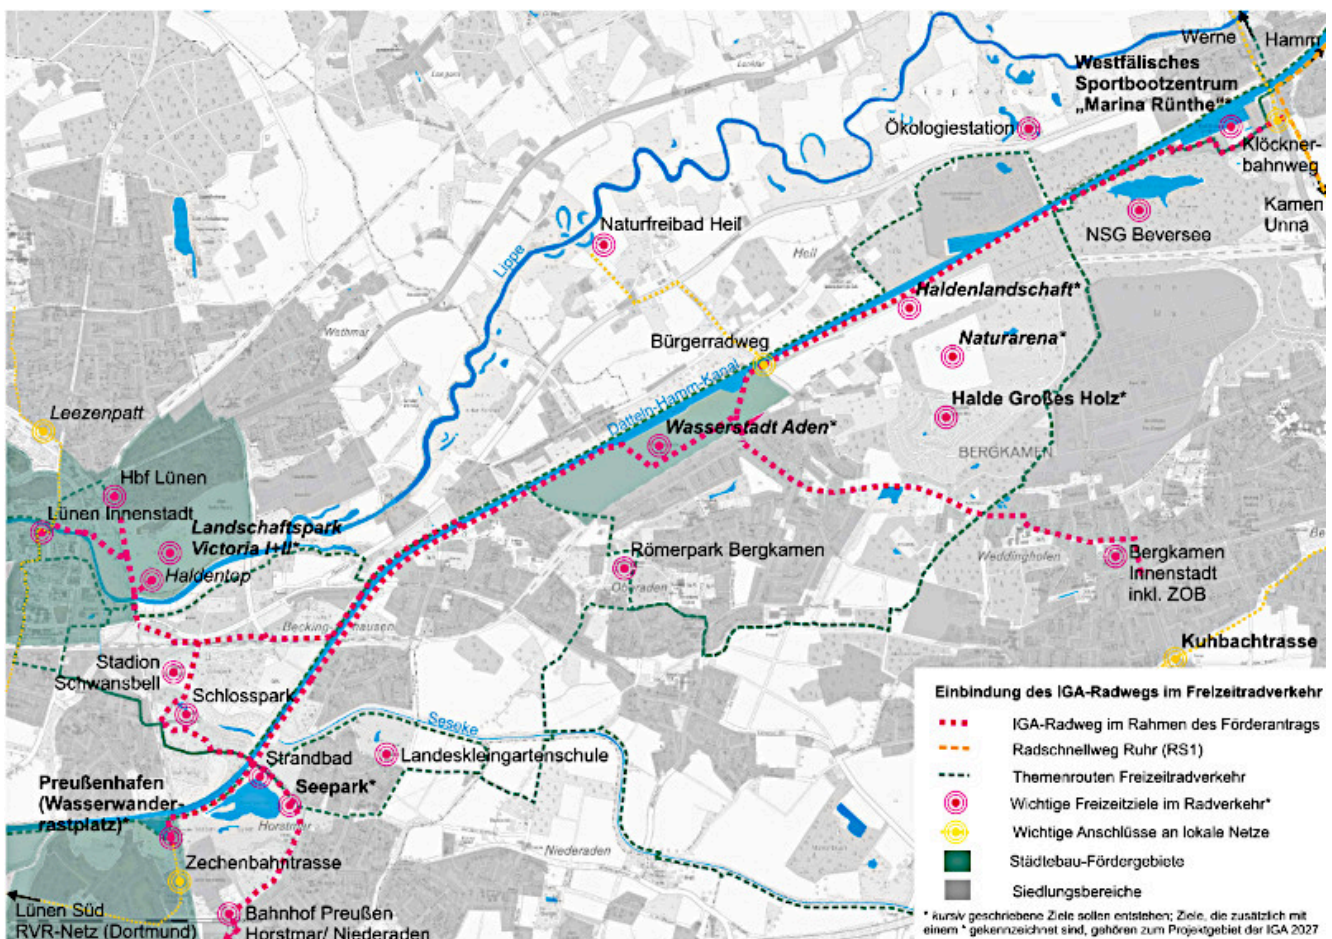 Werne
Hamm
Westfälisches
Sportbootzentrum
„Marina Rünthe“*
Ökologiestation
Klöckner-
bahnweg
Kamen
Unna
NSG Beversee
Naturfreibad Heil
Heil
Lippe
Haldenlandschaft*
Naturarena*
Bürgerradweg
Datteln-Hamm-Kanal
Halde Großes Holz*
Wasserstadt Aden*
BERGKAMEN
Leezenpatt
Hbf Lünen
Lünen Innenstadt
Landschaftspark
Victoria I+II*
Haldentop
Römerpark Bergkamen
Oberaden
Weddinghofen
Bergkamen
Innenstadt
inkl. ZOB
Kuhbachtrasse
Stadion
Schwansbell
Schlosspark
Seseke
Strandbad
Landeskleingartenschule
Seepark*
Preußenhafen
(Wasserwander-
rastplatz)*
Horstmar
Niederaden
Zechenbahntrasse
Lünen Süd
RVR-Netz (Dortmund)
Bahnhof Preußen
Horstmar/ Niederaden
Einbindung des IGA-Radwegs im Freizeitradverkehr
IGA-Radweg im Rahmen des Förderantrags
Radschnellweg Ruhr (RS1)
Themenrouten Freizeitradverkehr
Wichtige Freizeitziele im Radverkehr*
Wichtige Anschlüsse an lokale Netze
Städtebau-Fördergebiete
Siedlungsbereiche
* kursiv geschriebene Ziele sollen entstehen; Ziele, die zusätzlich mit
einem * gekennzeichnet sind, gehören zum Projektgebiet der IGA 2027